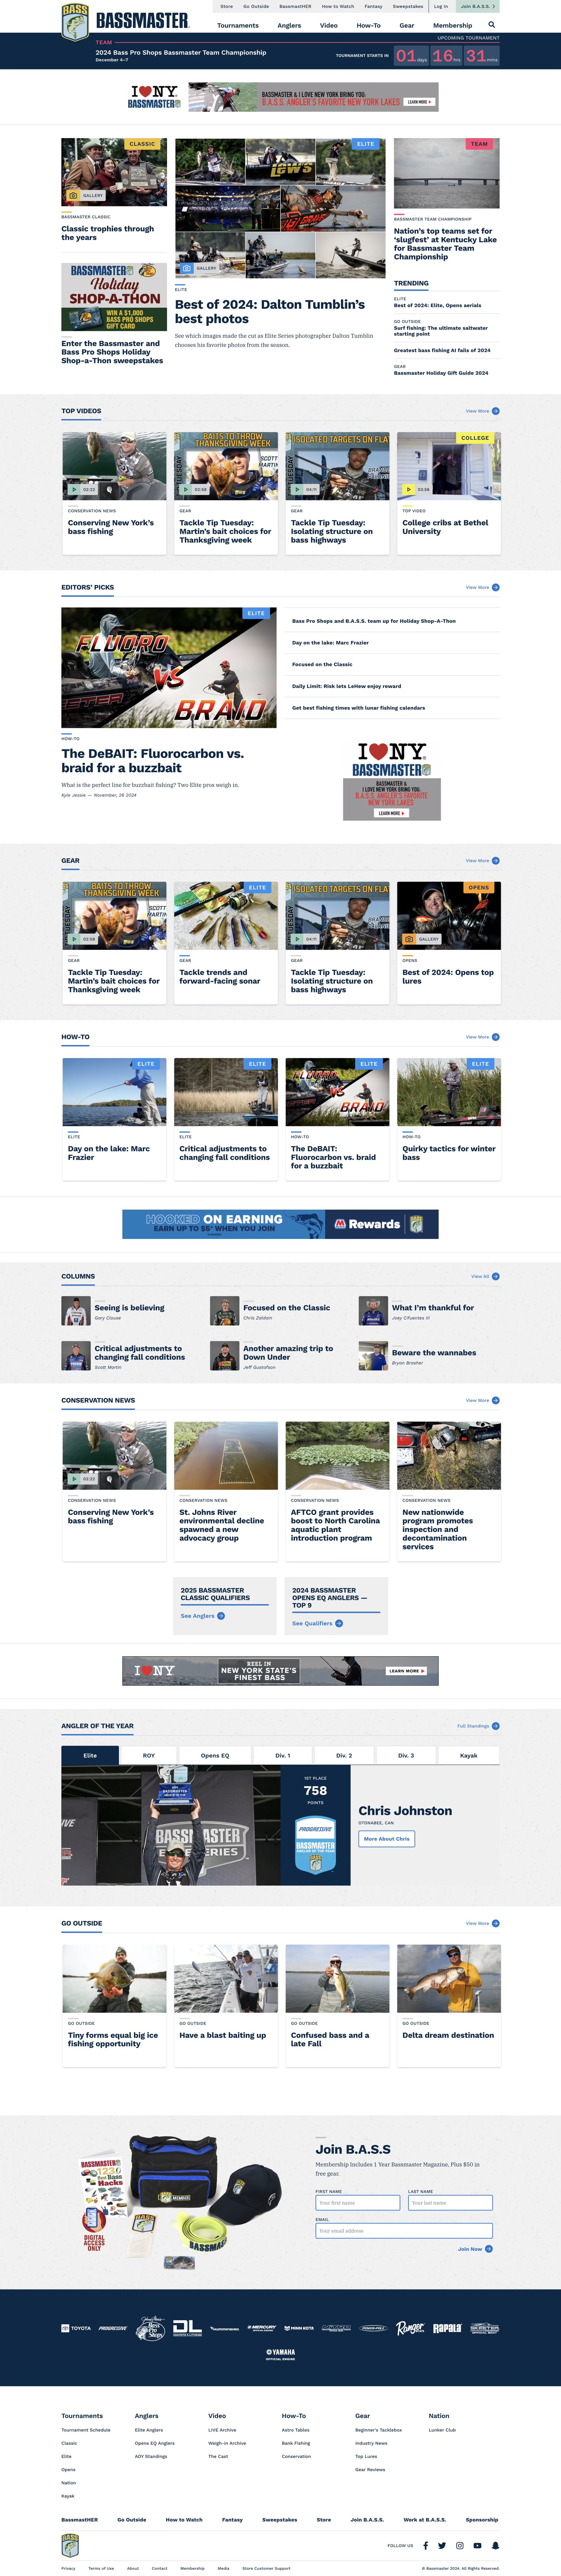 Store Gear Outside BassmastHER How to Watch Fantasy Sweepstakes Log In Join B.A.S.S.
BASSMASTER
Tournaments Anglers Video How-To Gear Membership
UPCOMING TOURNAMENT
TEAM
2024 Bass Pro Shops Bassmaster Team Championship
December 4-7
TOURNAMENT STARTS IN
01 days 16 hrs 31 mins
I NY
BASSMASTER
BASSMASTER & I LOVE NEW YORK BRING YOU:
B.A.S.S. ANGLER'S FAVORITE NEW YORK LAKES
LEARN MORE
CLASSIC
GALLERY
BASSMASTER CLASSIC
Classic trophies through
the years
BASSMASTER
Holiday
SHOP-A-THON
WIN A $1,000
BASS PRO SHOPS
GIFT CARD
Enter the Bassmaster and
Bass Pro Shops Holiday
Shop-a-Thon sweepstakes
ELITE
GALLERY
ELITE
Best of 2024: Dalton Tumblin’s
best photos
See which images made the cut as Elite Series photographer Dalton Tumblin
chooses his favorite photos from the season.
TEAM
BASSMASTER TEAM CHAMPIONSHIP
Nation’s top teams set for
‘slugfest’ at Kentucky Lake
for Bassmaster Team
Championship
TRENDING
ELITE
Best of 2024: Elite, Opens aerials
GO OUTSIDE
Surf fishing: The ultimate saltwater
starting point
Greatest bass fishing AI fails of 2024
GEAR
Bassmaster Holiday Gift Guide 2024
TOP VIDEOS
View More
03:22
CONSERVATION NEWS
Conserving New York’s
bass fishing
BAITS TO THROW
THANKSGIVING WEEK
TUESDAY
SCOTT
MARTIN
02:58
GEAR
Tackle Tip Tuesday:
Martin’s bait choices for
Thanksgiving week
ISOLATED TARGETS ON FLAT
TUESDAY
04:11
GEAR
Tackle Tip Tuesday:
Isolating structure on
bass highways
COLLEGE
03:56
TOP VIDEO
College cribs at Bethel
University
EDITORS’ PICKS
View More
ELITE
FLUORO
VS
BRAID
HOW-TO
The DeBAIT: Fluorocarbon vs.
braid for a buzzbait
What is the perfect line for buzzbait fishing? Two Elite pros weigh in.
Kyle Jessie — November, 26 2024
Bass Pro Shops and B.A.S.S. team up for Holiday Shop-A-Thon
Day on the lake: Marc Frazier
Focused on the Classic
Daily Limit: Risk lets LeHew enjoy reward
Get best fishing times with lunar fishing calendars
I NY
BASSMASTER
BASSMASTER &
I LOVE NEW YORK BRING YOU:
B.A.S.S. ANGLER'S FAVORITE
NEW YORK LAKES
LEARN MORE
GEAR
View More
BAITS TO THROW
THANKSGIVING WEEK
TUESDAY
SCOTT
MARTIN
02:58
GEAR
Tackle Tip Tuesday:
Martin’s bait choices for
Thanksgiving week
ELITE
GEAR
Tackle trends and
forward-facing sonar
ISOLATED TARGETS ON FLAT
TUESDAY
04:11
GEAR
Tackle Tip Tuesday:
Isolating structure on
bass highways
OPENS
GALLERY
OPENS
Best of 2024: Opens top
lures
HOW-TO
View More
ELITE
ELITE
Day on the lake: Marc
Frazier
ELITE
ELITE
Critical adjustments to
changing fall conditions
ELITE
FLUORO
VS
BRAID
HOW-TO
The DeBAIT:
Fluorocarbon vs. braid
for a buzzbait
ELITE
HOW-TO
Quirky tactics for winter
bass
HOOKED ON EARNING
EARN UP TO $5* WHEN YOU JOIN
Rewards
COLUMNS
View All
Seeing is believing
Gary Clouse
Focused on the Classic
Chris Zaldain
What I’m thankful for
Joey Cifuentes III
Critical adjustments to
changing fall conditions
Scott Martin
Another amazing trip to
Down Under
Jeff Gustafson
Beware the wannabes
Bryan Brasher
CONSERVATION NEWS
View More
03:22
CONSERVATION NEWS
Conserving New York’s
bass fishing
CONSERVATION NEWS
St. Johns River
environmental decline
spawned a new
advocacy group
CONSERVATION NEWS
AFTCO grant provides
boost to North Carolina
aquatic plant
introduction program
CONSERVATION NEWS
New nationwide
program promotes
inspection and
decontamination
services
2025 BASSMASTER
CLASSIC QUALIFIERS
See Anglers
2024 BASSMASTER
OPENS EQ ANGLERS —
TOP 9
See Qualifiers
I NY
REEL IN
NEW YORK STATE'S
FINEST BASS
LEARN MORE
ANGLER OF THE YEAR
Full Standings
Elite ROY Opens EQ Div. 1 Div. 2 Div. 3 Kayak
BASSMASTER
1ST PLACE
758
POINTS
PROGRESSIVE
BASSMASTER
ANGLER OF THE YEAR
Chris Johnston
OTONABEE, CAN
More About Chris
GO OUTSIDE
View More
GO OUTSIDE
Tiny forms equal big ice
fishing opportunity
GO OUTSIDE
Have a blast baiting up
GO OUTSIDE
Confused bass and a
late Fall
GO OUTSIDE
Delta dream destination
BASSMASTER
123
Best
Bass
Hacks
DIGITAL
ACCESS
ONLY
MEMBER
BASSMASTER
Join B.A.S.S
Membership Includes 1 Year Bassmaster Magazine, Plus $50 in
free gear.
FIRST NAME
LAST NAME
Your first name
Your last name
EMAIL
Your email address
Join Now
TOYOTA PROGRESSIVE Bass Pro Shops DL humminbird MERCURY MINN KOTA POWER-POLE Ranger Rapala SKEETER
YAMAHA
OFFICIAL ENGINE
Tournaments Anglers Video How-To Gear Nation
Tournament Schedule Elite Anglers LIVE Archive Astro Tables Beginner's Tacklebox Lunker Club
Classic Opens EQ Anglers Weigh-in Archive Bank Fishing Industry News
Elite AOY Standings The Cast Conservation Top Lures
Opens Gear Reviews
Nation
Kayak
BassmastHER Go Outside How to Watch Fantasy Sweepstakes Store Join B.A.S.S. Work at B.A.S.S. Sponsorship
FOLLOW US
Privacy Terms of Use About Contact Membership Media Store Customer Support
© Bassmaster 2024. All Rights Reserved.